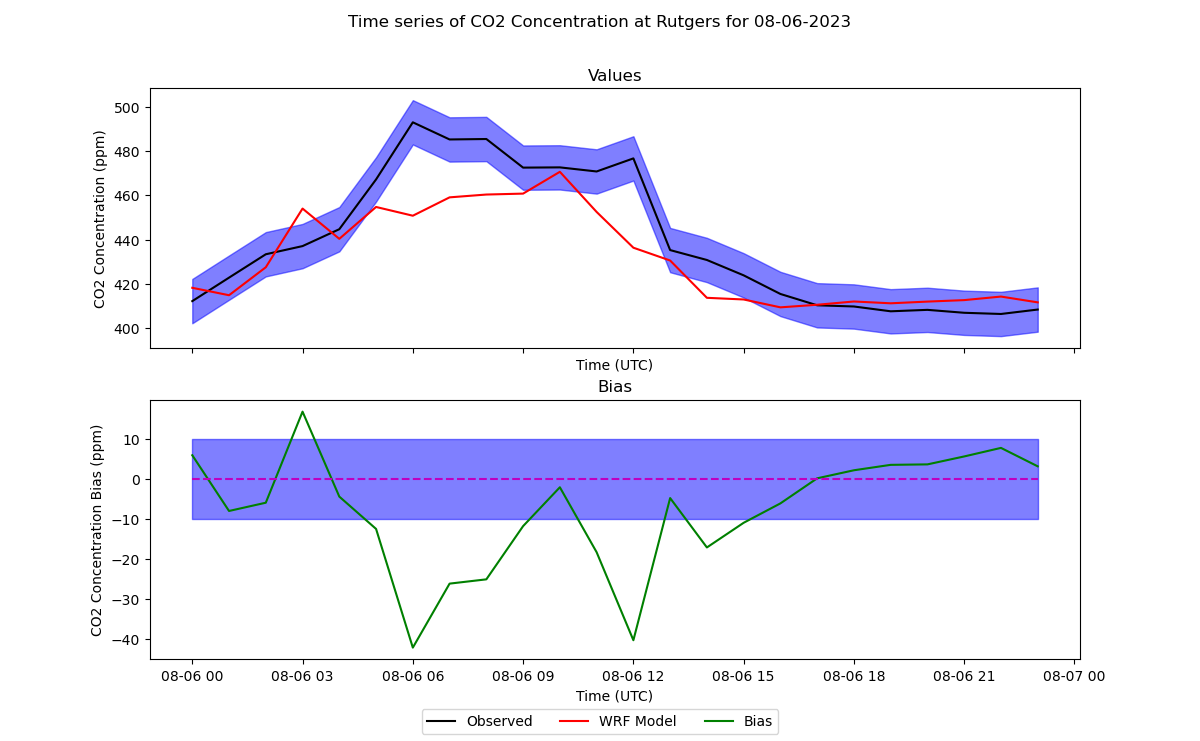 Time series of CO2 Concentration at Rutgers for 08-06-2023
Values
CO2 Concentration (ppm)
500
480
460
440
420
400
Time (UTC)
Bias
CO2 Concentration Bias (ppm)
10
0
−10
−20
−30
−40
08-06 00 08-06 03 08-06 06 08-06 09 08-06 12 08-06 15 08-06 18 08-06 21 08-07 00
Time (UTC)
Observed WRF Model Bias